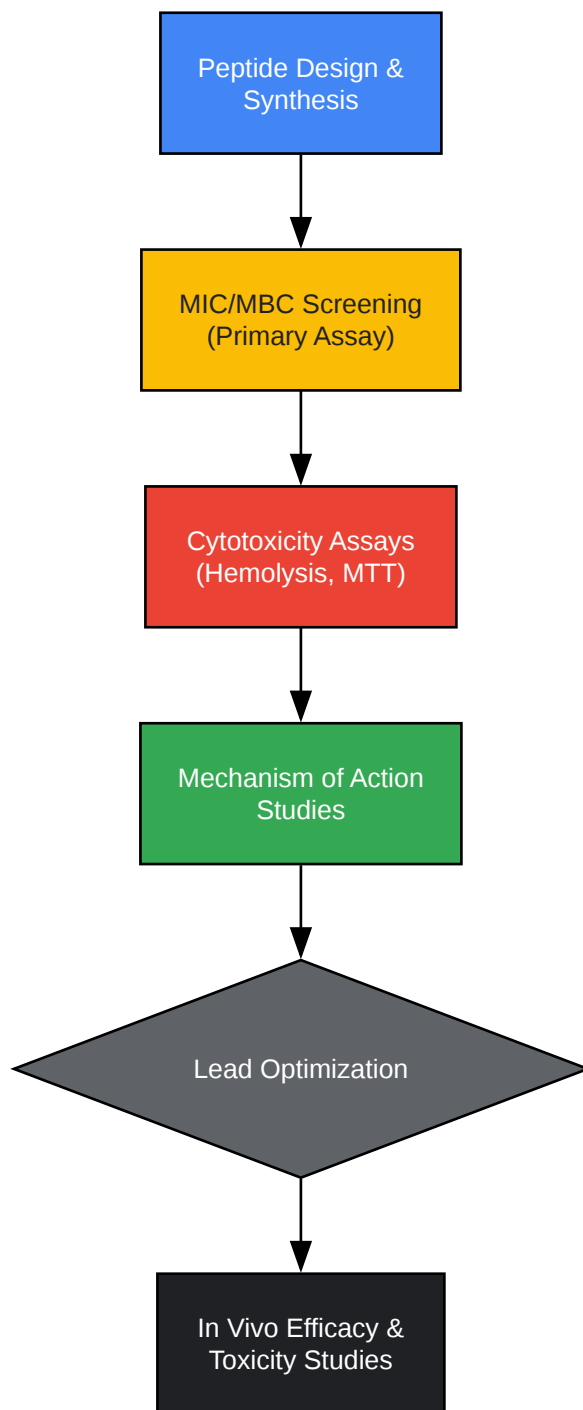 Peptide Design &
Synthesis
MIC/MBC Screening
(Primary Assay)
Cytotoxicity Assays
(Hemolysis, MTT)
Mechanism of Action
Studies
Lead Optimization
In Vivo Efficacy &
Toxicity Studies